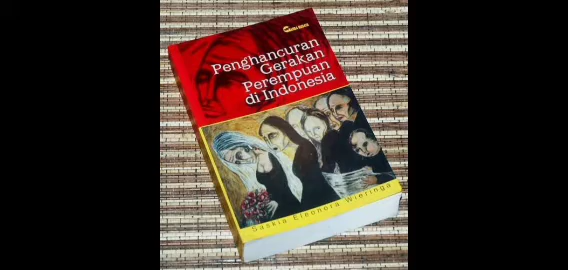 Penghancuran
Gerakan
Perempuan
di Indonesia
Saskia Eleonora Wieringa